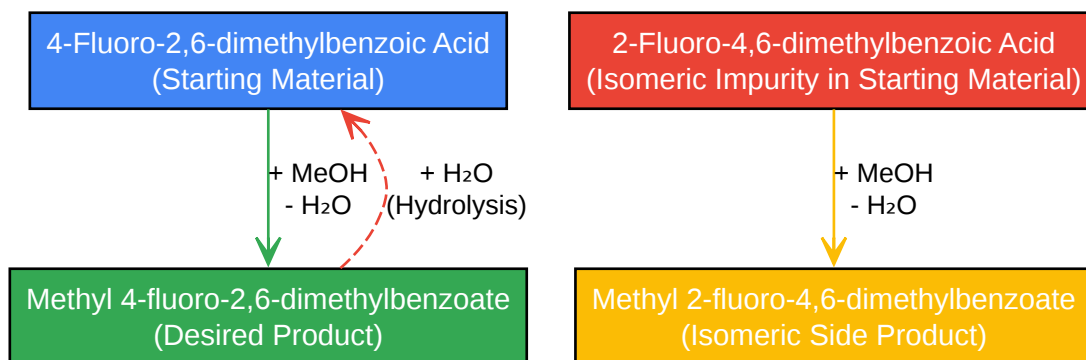 4-Fluoro-2,6-dimethylbenzoic Acid
(Starting Material)
2-Fluoro-4,6-dimethylbenzoic Acid
(Isomeric Impurity in Starting Material)
+ MeOH
- H₂O
+ H₂O
(Hydrolysis)
+ MeOH
- H₂O
Methyl 4-fluoro-2,6-dimethylbenzoate
(Desired Product)
Methyl 2-fluoro-4,6-dimethylbenzoate
(Isomeric Side Product)